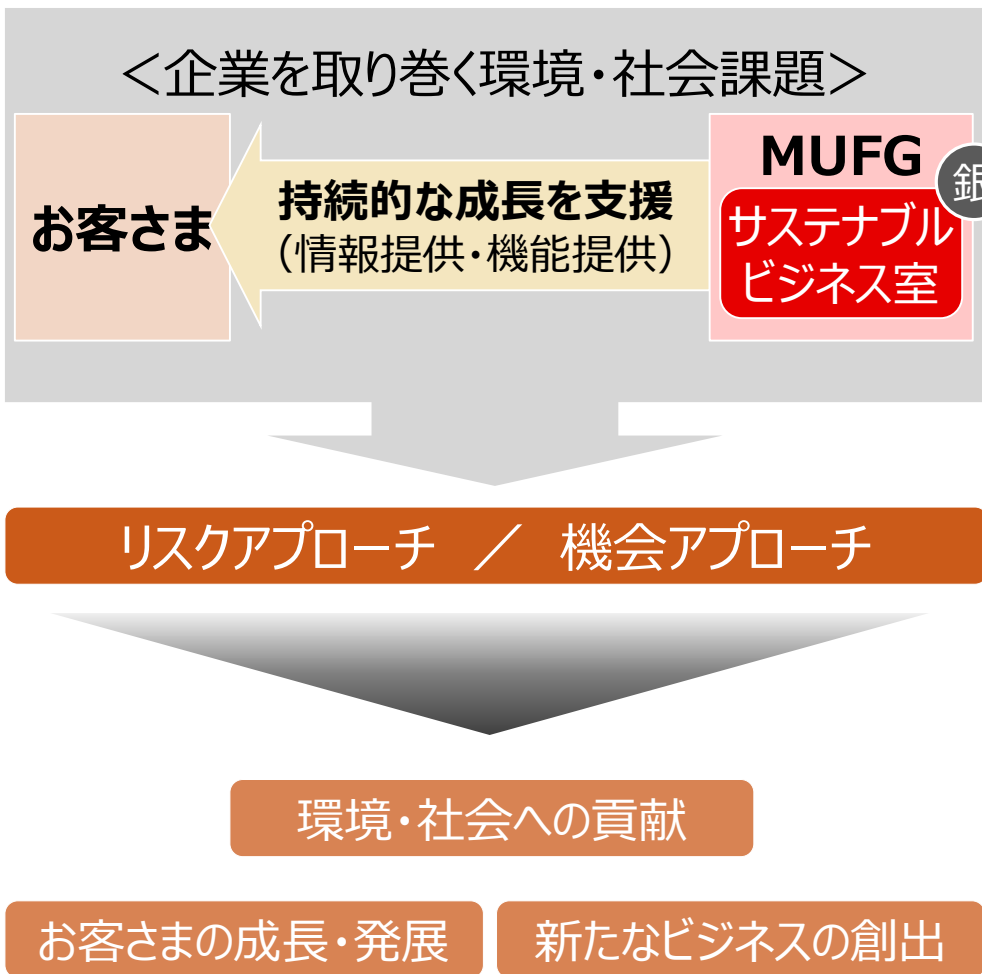 ＜企業を取り巻く環境・社会課題＞
お客さま
持続的な成長を支援
（情報提供・機能提供）
MUFG
銀
サステナブル
ビジネス室
リスクアプローチ　／　機会アプローチ
環境・社会への貢献
お客さまの成長・発展
新たなビジネスの創出